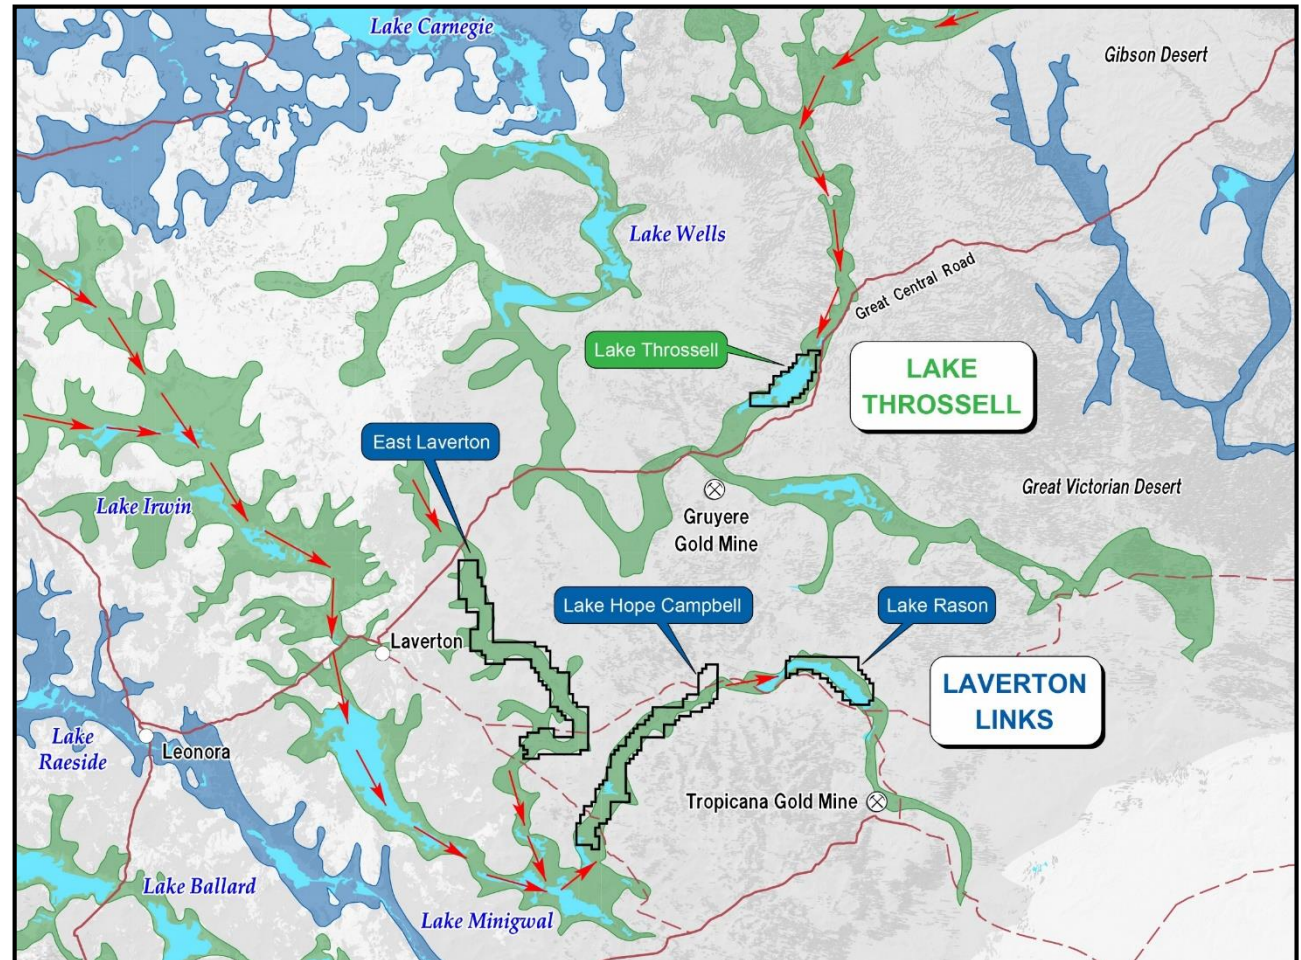 Lake Carnegie
Gibson Desert
Lake Wells
Great Central Road
Lake Throssell
LAKE
THROSSELL
East Laverton
Lake Irwin
Great Victorian Desert
Gruyere
Gold Mine
Lake Hope Campbell
Lake Rason
Laverton
LAVERTON
LINKS
Lake
Raeside
Leonora
Tropicana Gold Mine
Lake Ballard
Lake Minigwal